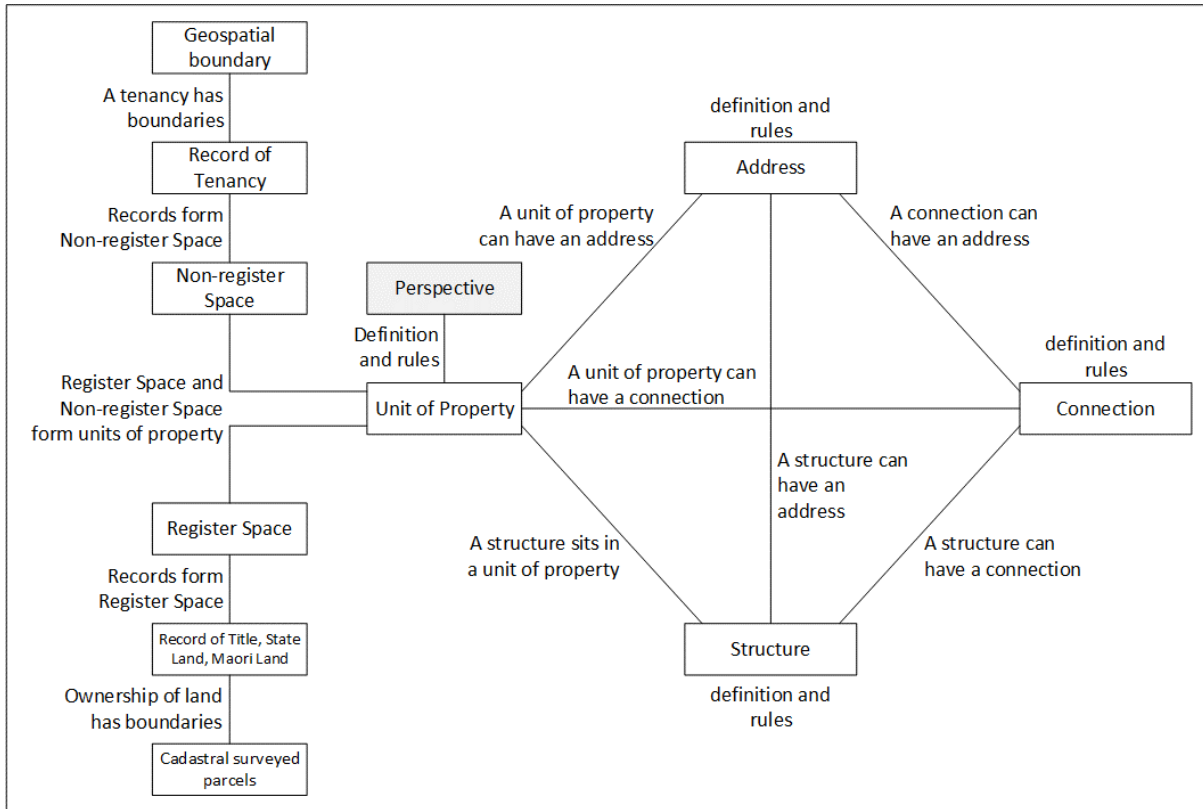 Geospatial
boundary
A tenancy has
boundaries
Record of
Tenancy
Records form
Non-register Space
Non-register
Space
Register Space and
Non-register Space
form units of property
Register Space
Records form
Register Space
Record of Title, State
Land, Maori Land
Ownership of land
has boundaries
Cadastral surveyed
parcels
Perspective
Definition
and rules
Unit of Property
A unit of property
can have an address
A unit of property can
have a connection
A structure sits in
a unit of property
definition and
rules
Address
A structure can
have an
address
Structure
definition and
rules
A connection can
have an address
definition and
rules
Connection
A structure can
have a connection